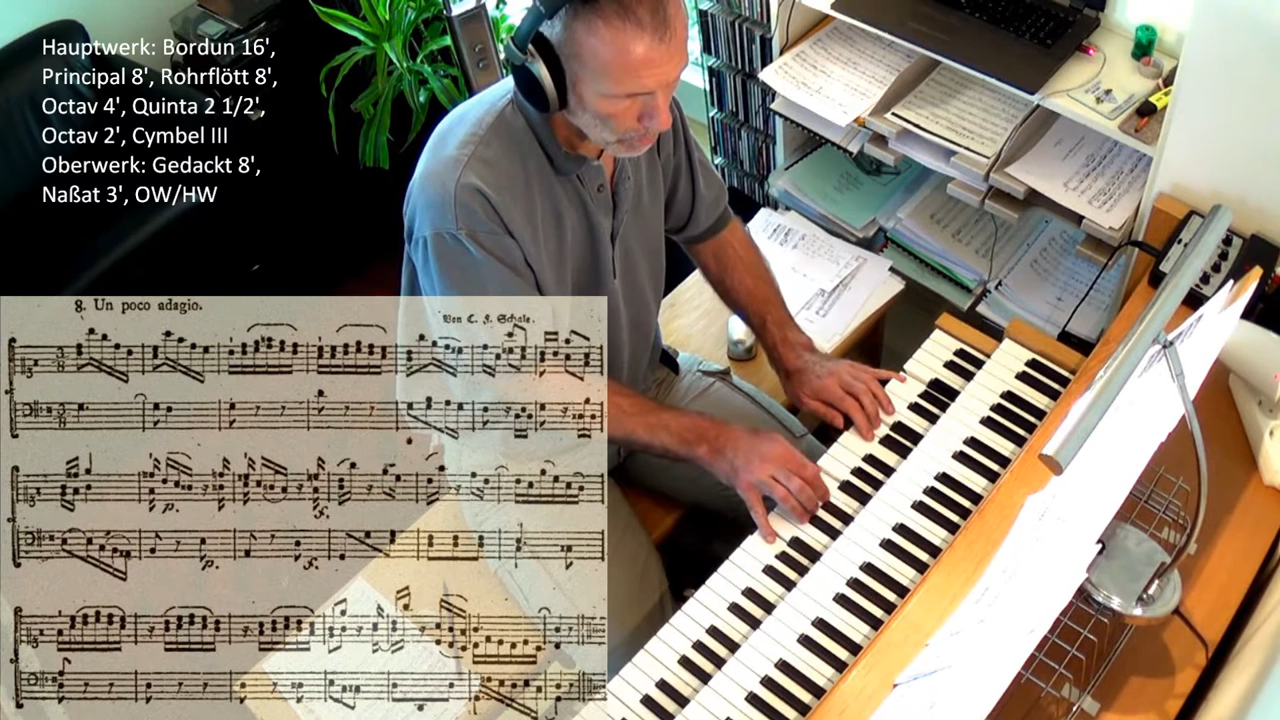 Hauptwerk: Bordun 16',
Principal 8', Rohrflött 8',
Octav 4', Quinta 2 1/2',
Octav 2', Cymbel III
Oberwerk: Gedackt 8',
Naßat 3', OW/HW
8. Un poco adagio.
Von C. F. Schale.
p.
f.
p.
f.